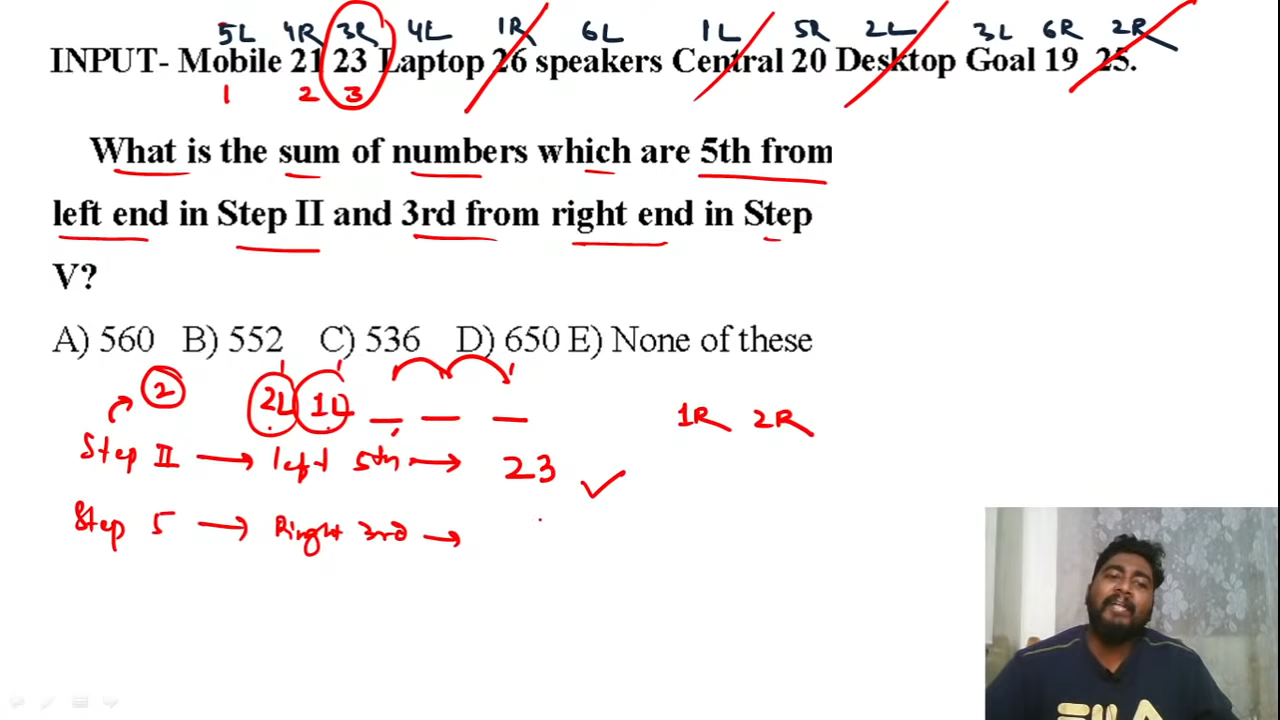 5L 4R 3R 4L 1R 6L 1L 5R 2L 3L 6R 2R
INPUT- Mobile 21 23 Laptop 26 speakers Central 20 Desktop Goal 19 25.
1 2 3
What is the sum of numbers which are 5th from
left end in Step II and 3rd from right end in Step
V?
A) 560 B) 552 C) 536 D) 650 E) None of these
2 2L 1L _ _ _ 1R 2R
Step II → left 5th → 23 ✓
Step 5 → Right 3rd →
FILA